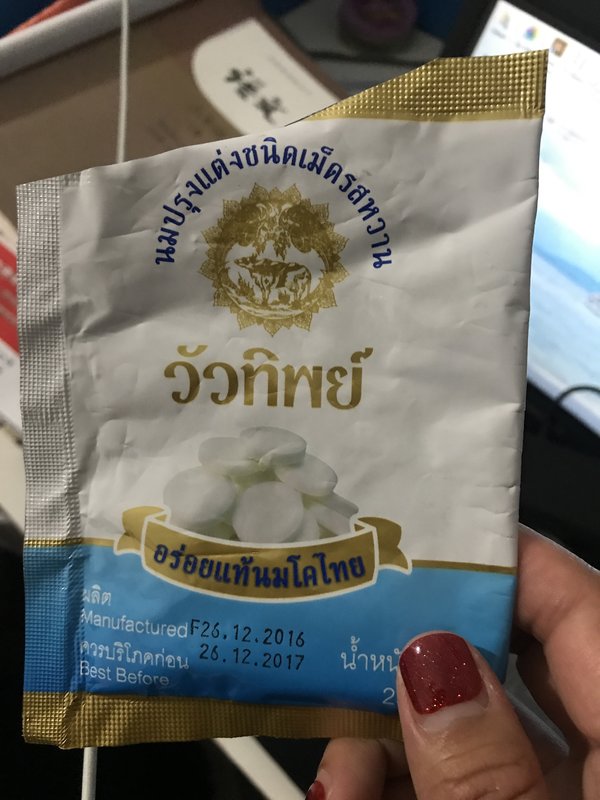 นมปรุงแต่งชนิดเม็ดรสหวาน
วัวทิพย์
อร่อยแท้นมโคไทย
ผลิต
Manufactured F26.12.2016
ควรบริโภคก่อน 26.12.2017
Best Before